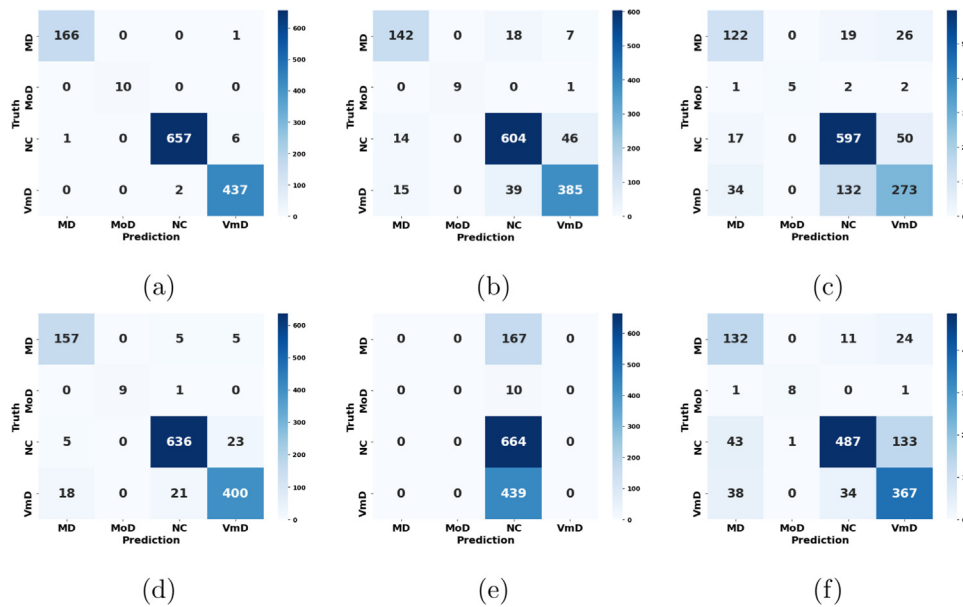 MD 166 0 0 1
MoD 0 10 0 0
NC 1 0 657 6
VmD 0 0 2 437
MD MoD NC VmD
Prediction
Truth
600
500
400
300
200
100
0
(a)
MD 142 0 18 7
MoD 0 9 0 1
NC 14 0 604 46
VmD 15 0 39 385
MD MoD NC VmD
Prediction
Truth
600
500
400
300
200
100
0
(b)
MD 122 0 19 26
MoD 1 5 2 2
NC 17 0 597 50
VmD 34 0 132 273
MD MoD NC VmD
Prediction
Truth
(c)
MD 157 0 5 5
MoD 0 9 1 0
NC 5 0 636 23
VmD 18 0 21 400
MD MoD NC VmD
Prediction
Truth
600
500
400
300
200
100
0
(d)
MD 0 0 167 0
MoD 0 0 10 0
NC 0 0 664 0
VmD 0 0 439 0
MD MoD NC VmD
Prediction
Truth
600
500
400
300
200
100
0
(e)
MD 132 0 11 24
MoD 1 8 0 1
NC 43 1 487 133
VmD 38 0 34 367
MD MoD NC VmD
Prediction
Truth
(f)